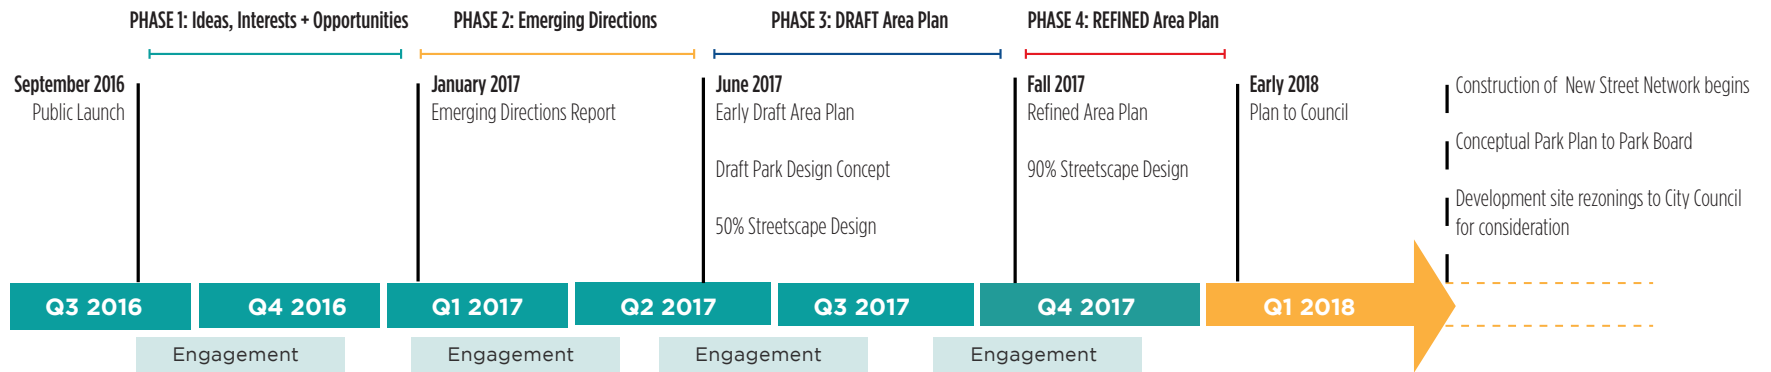 PHASE 1: Ideas, Interests + Opportunities
PHASE 2: Emerging Directions
PHASE 3: DRAFT Area Plan
PHASE 4: REFINED Area Plan
September 2016
Public Launch
January 2017
Emerging Directions Report
June 2017
Early Draft Area Plan
Draft Park Design Concept
50% Streetscape Design
Fall 2017
Refined Area Plan
90% Streetscape Design
Early 2018
Plan to Council
Construction of New Street Network begins
Conceptual Park Plan to Park Board
Development site rezonings to City Council
for consideration
Q3 2016
Q4 2016
Q1 2017
Q2 2017
Q3 2017
Q4 2017
Q1 2018
Engagement
Engagement
Engagement
Engagement